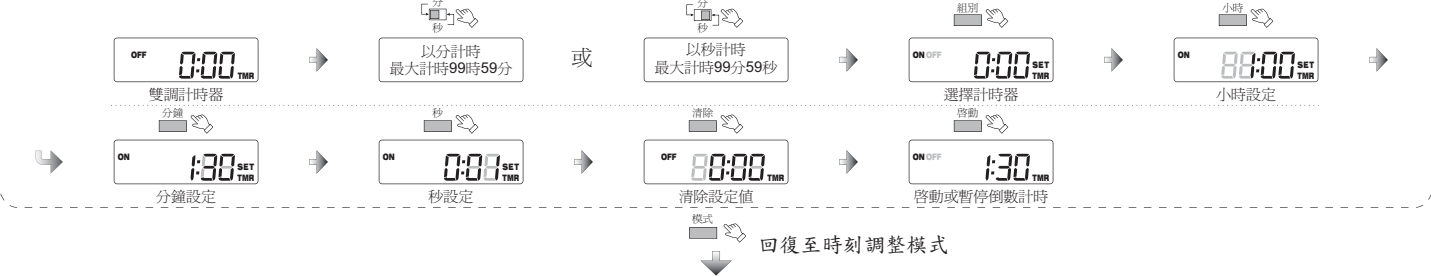 分
秒
分
秒
組別
小時
OFF 0:00 TMR
以分計時
最大計時99時59分
或
以秒計時
最大計時99分59秒
ON OFF 0:00 SET TMR
ON 88:00 SET TMR
雙調計時器
選擇計時器
小時設定
分鐘
秒
清除
啓動
ON 1:30 SET TMR
ON 0:01 SET TMR
OFF 0:00 TMR
ON OFF 1:30 TMR
分鐘設定
秒設定
清除設定值
啓動或暫停倒數計時
模式
回復至時刻調整模式